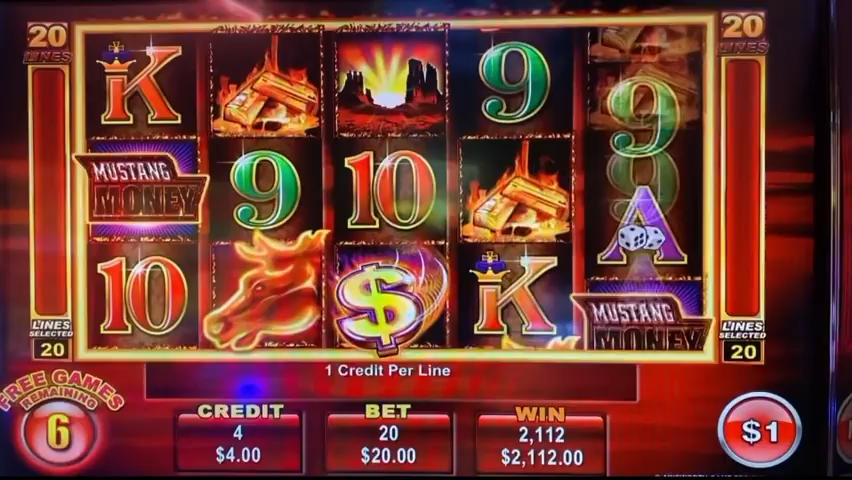 20
LINES
K
9
20
LINES
9
MUSTANG
MONEY
9
10
A
10
$
K
MUSTANG
MONEY
LINES
SELECTED
20
LINES
SELECTED
20
1 Credit Per Line
FREE GAMES
REMAINING
6
CREDIT
4
$4.00
BET
20
$20.00
WIN
2,112
$2,112.00
$1